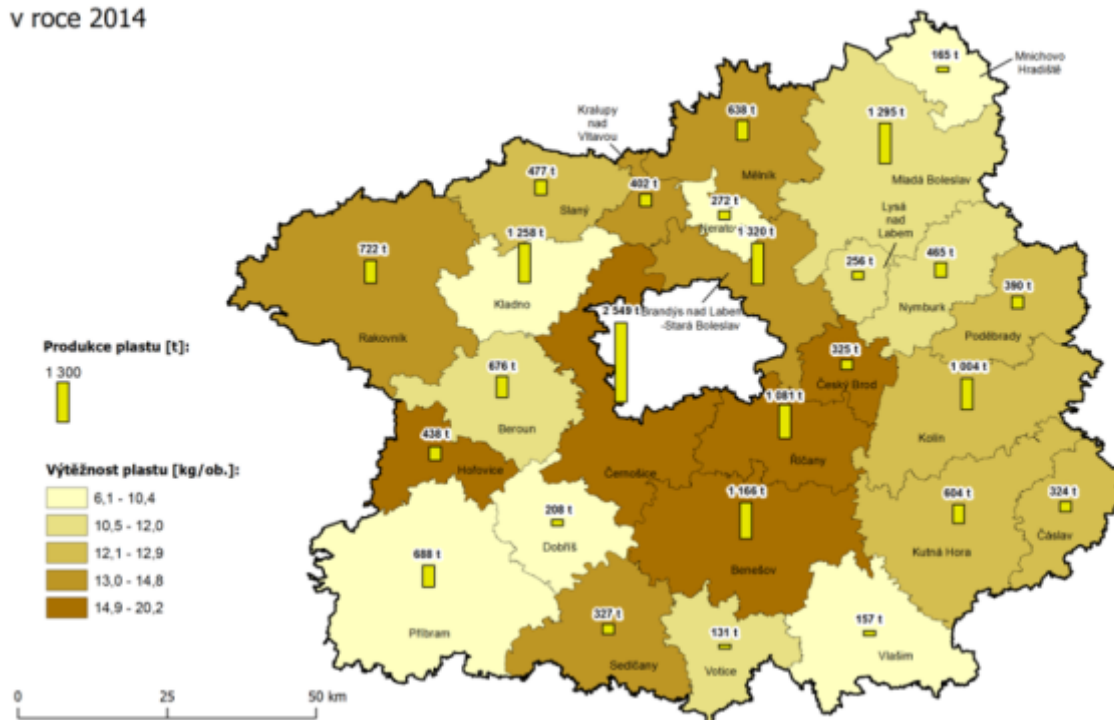 v roce 2014
165 t
Mnichovo
Hradiště
638 t
1 295 t
Kralupy
nad
Vltavou
Mělník
Mladá Boleslav
477 t
402 t
Slaný
272 t
Lysá
nad
Labem
1 258 t
1 320 t
722 t
256 t
465 t
390 t
Kladno
Nymburk
2 549 t
Brandýs nad Labem
-Stará Boleslav
Poděbrady
Rakovník
Produkce plastu [t]:
1 300
676 t
325 t
Český Brod
1 004 t
Beroun
1 081 t
438 t
Kolín
Hořovice
Černošice
Říčany
Výtěžnost plastu [kg/ob.]:
6,1 - 10,4
10,5 - 12,0
12,1 - 12,9
13,0 - 14,8
14,9 - 20,2
208 t
1 166 t
604 t
324 t
Dobříš
Kutná Hora
Čáslav
Benešov
688 t
Příbram
327 t
131 t
157 t
Sedlčany
Votice
Vlašim
0 25 50 km